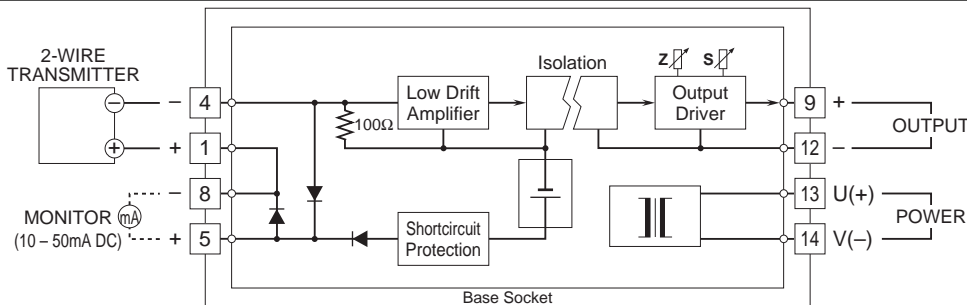 2-WIRE
TRANSMITTER
− 4
+ 1
− 8
+ 5
MONITOR mA
(10 – 50mA DC)
100Ω
Low Drift
Amplifier
Isolation
Z S
Output
Driver
Shortcircuit
Protection
9 +
12 −
OUTPUT
13 U(+)
14 V(–)
POWER
Base Socket